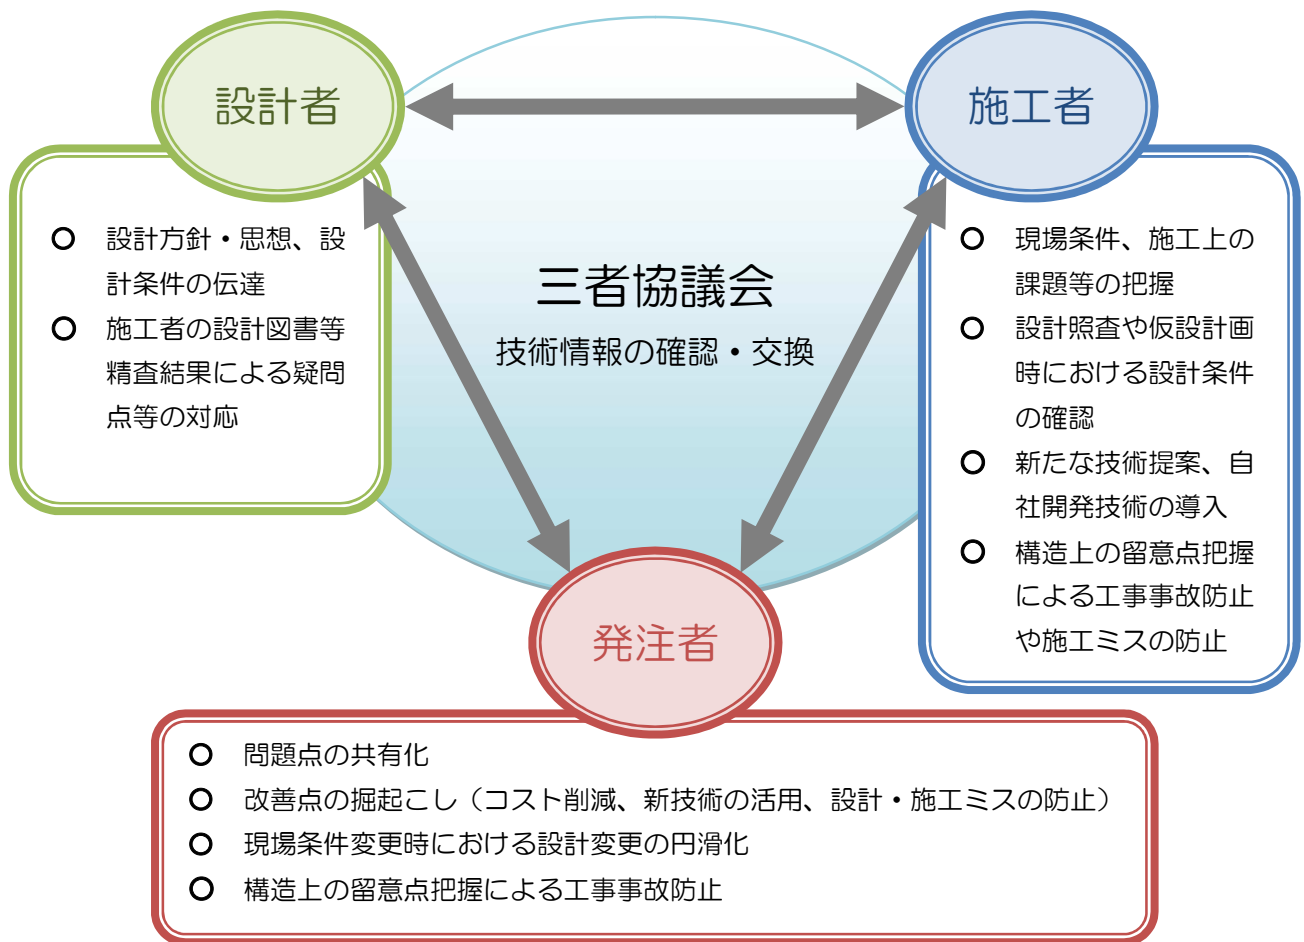 設計者
施工者
○ 設計方針・思想、設
計条件の伝達
○ 施工者の設計図書等
精査結果による疑問
点等の対応
三者協議会
技術情報の確認・交換
○ 現場条件、施工上の
課題等の把握
○ 設計照査や仮設計画
時における設計条件
の確認
○ 新たな技術提案、自
社開発技術の導入
○ 構造上の留意点把握
による工事事故防止
や施工ミスの防止
発注者
○ 問題点の共有化
○ 改善点の掘起こし（コスト削減、新技術の活用、設計・施工ミスの防止）
○ 現場条件変更時における設計変更の円滑化
○ 構造上の留意点把握による工事事故防止